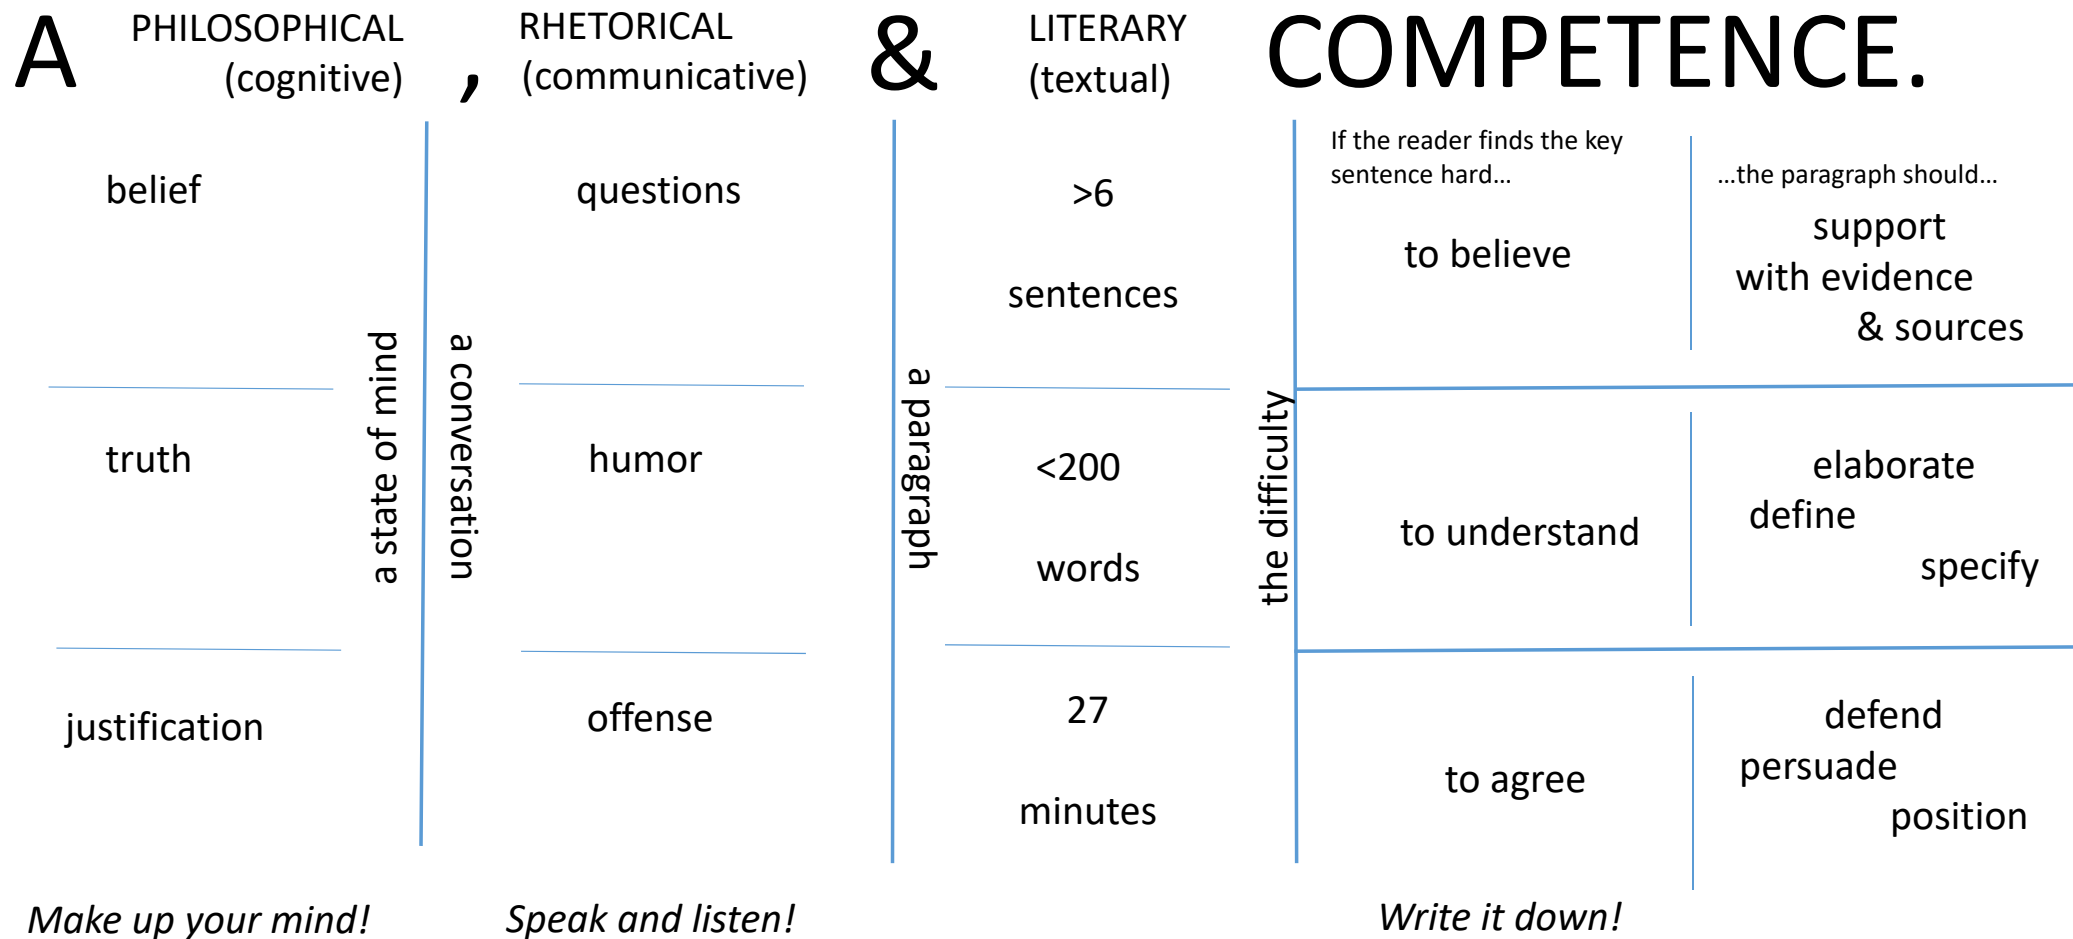 A PHILOSOPHICAL (cognitive) , RHETORICAL (communicative) & LITERARY (textual) COMPETENCE.
belief
truth
justification
a state of mind
Make up your mind!
a conversation
questions
humor
offense
Speak and listen!
a paragraph
>6
sentences
<200
words
27
minutes
the difficulty
If the reader finds the key
sentence hard...
...the paragraph should...
to believe
support
with evidence
& sources
to understand
elaborate
define
specify
to agree
defend
persuade
position
Write it down!